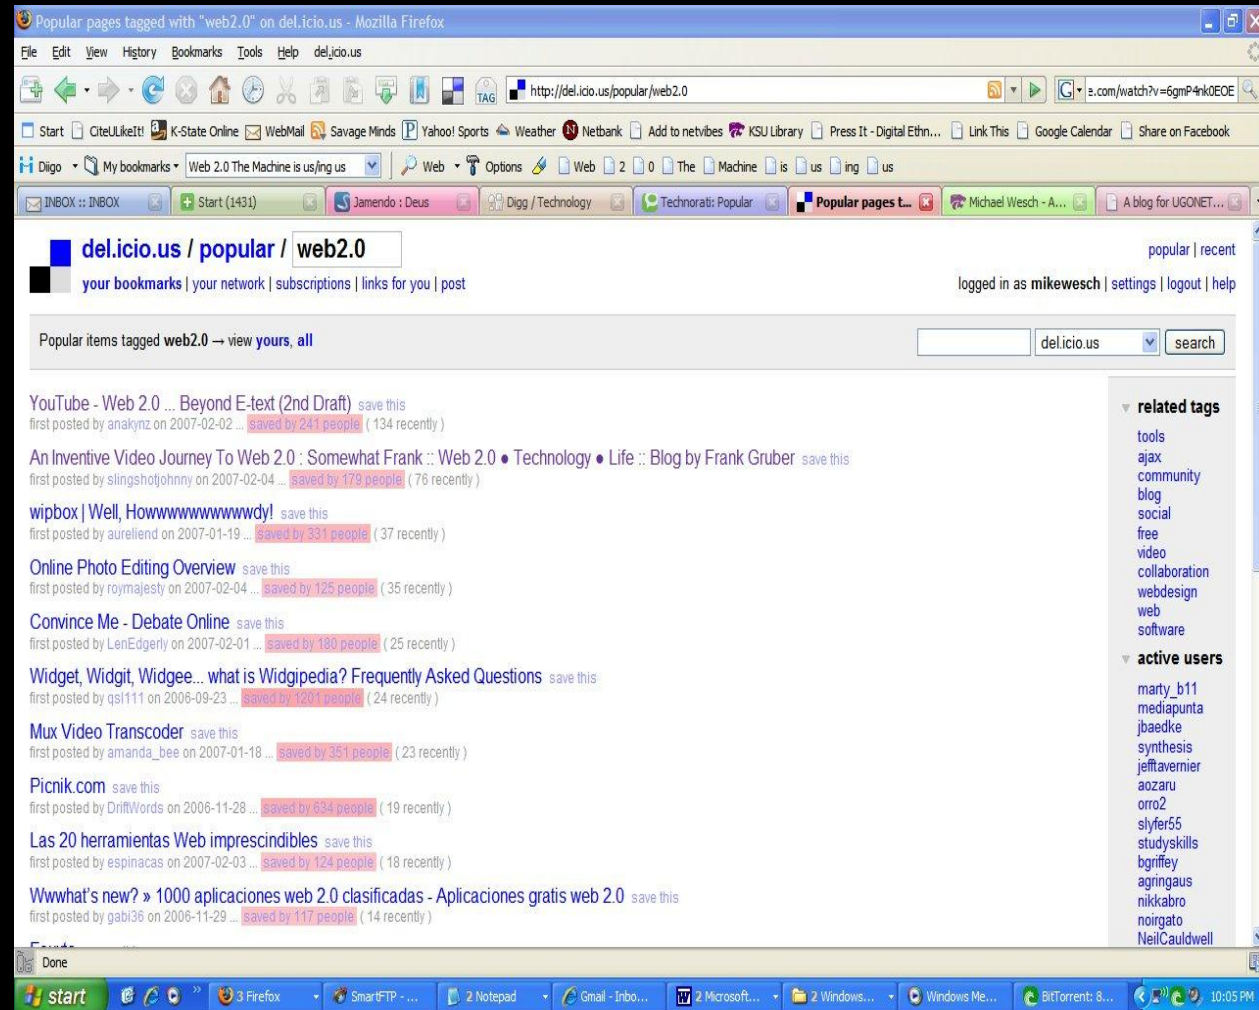 Popular pages tagged with "web2.0" on del.icio.us - Mozilla Firefox
File Edit View History Bookmarks Tools Help del.icio.us
TAG http://del.icio.us/popular/web2.0 G e.com/watch?v=6gmP4nk0EOE
Start CiteULikeIt! K-State Online WebMail Savage Minds Yahoo! Sports Weather Netbank Add to netvibes KSU Library Press It - Digital Ethn... Link This Google Calendar Share on Facebook
Diigo My bookmarks Web 2.0 The Machine is us/ing us Web Options Web 2 0 The Machine is us ing us
INBOX :: INBOX Start (1431) Jamendo : Deus Digg / Technology Technorati: Popular Popular pages t... Michael Wesch - A... A blog for UGONET...
del.icio.us / popular / web2.0 popular | recent
your bookmarks | your network | subscriptions | links for you | post logged in as mikewesch | settings | logout | help
Popular items tagged web2.0 → view yours, all del.icio.us search
YouTube - Web 2.0 ... Beyond E-text (2nd Draft) save this
first posted by anakynz on 2007-02-02 ... saved by 241 people ( 134 recently )
An Inventive Video Journey To Web 2.0 : Somewhat Frank :: Web 2.0 ● Technology ● Life :: Blog by Frank Gruber save this
first posted by slingshotjohnny on 2007-02-04 ... saved by 179 people ( 76 recently )
wipbox | Well, Howwwwwwwwwwdy! save this
first posted by aureliend on 2007-01-19 ... saved by 331 people ( 37 recently )
Online Photo Editing Overview save this
first posted by roymajesty on 2007-02-04 ... saved by 125 people ( 35 recently )
Convince Me - Debate Online save this
first posted by LenEdgerly on 2007-02-01 ... saved by 180 people ( 25 recently )
Widget, Widgit, Widgee... what is Widgipedia? Frequently Asked Questions save this
first posted by qsl111 on 2006-09-23 ... saved by 1201 people ( 24 recently )
Mux Video Transcoder save this
first posted by amanda_bee on 2007-01-18 ... saved by 351 people ( 23 recently )
Picnik.com save this
first posted by DriftWords on 2006-11-28 ... saved by 634 people ( 19 recently )
Las 20 herramientas Web imprescindibles save this
first posted by espinacas on 2007-02-03 ... saved by 124 people ( 18 recently )
Wwwhat's new? » 1000 aplicaciones web 2.0 clasificadas - Aplicaciones gratis web 2.0 save this
first posted by gabi36 on 2006-11-29 ... saved by 117 people ( 14 recently )
related tags
tools
ajax
community
blog
social
free
video
collaboration
webdesign
web
software
active users
marty_b11
mediapunta
jbaedke
synthesis
jefftavernier
aozaru
orro2
slyfer55
studyskills
bgriffey
agringaus
nikkabro
noirgato
NeilCauldwell
Done
start 3 Firefox SmartFTP - ... 2 Notepad Gmail - Inbo... 2 Microsoft... 2 Windows... Windows Me... BitTorrent: 8... 10:05 PM